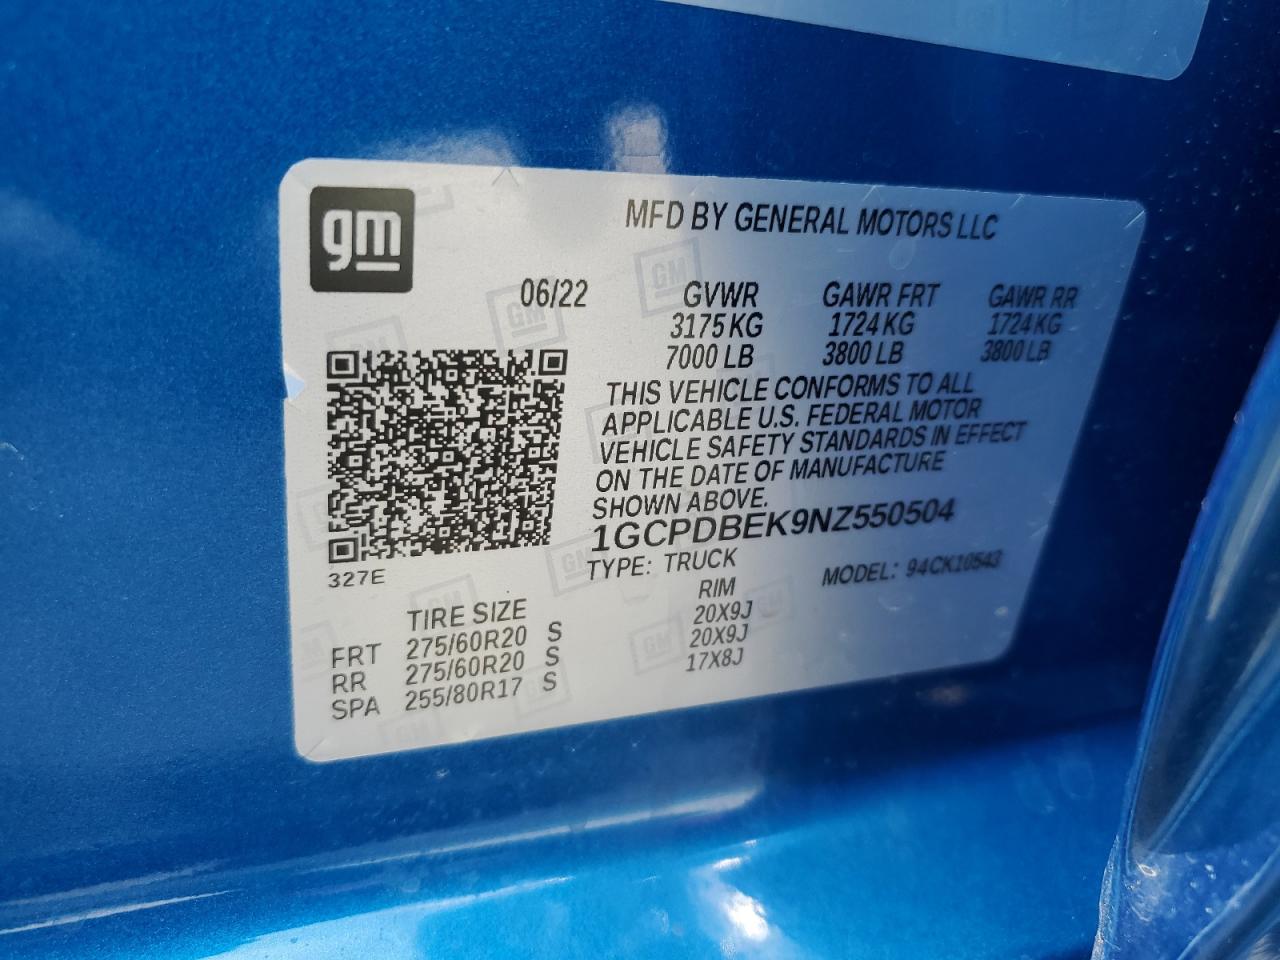 gm
MFD BY GENERAL MOTORS LLC
06/22 GVWR GAWR FRT GAWR RR
3175 KG 1724 KG 1724 KG
7000 LB 3800 LB 3800 LB
THIS VEHICLE CONFORMS TO ALL
APPLICABLE U.S. FEDERAL MOTOR
VEHICLE SAFETY STANDARDS IN EFFECT
ON THE DATE OF MANUFACTURE
SHOWN ABOVE.
1GCPDBEK9NZ550504
TYPE: TRUCK MODEL: 94CK10543
327E
TIRE SIZE RIM
FRT 275/60R20 S 20X9J
RR 275/60R20 S 20X9J
SPA 255/80R17 S 17X8J